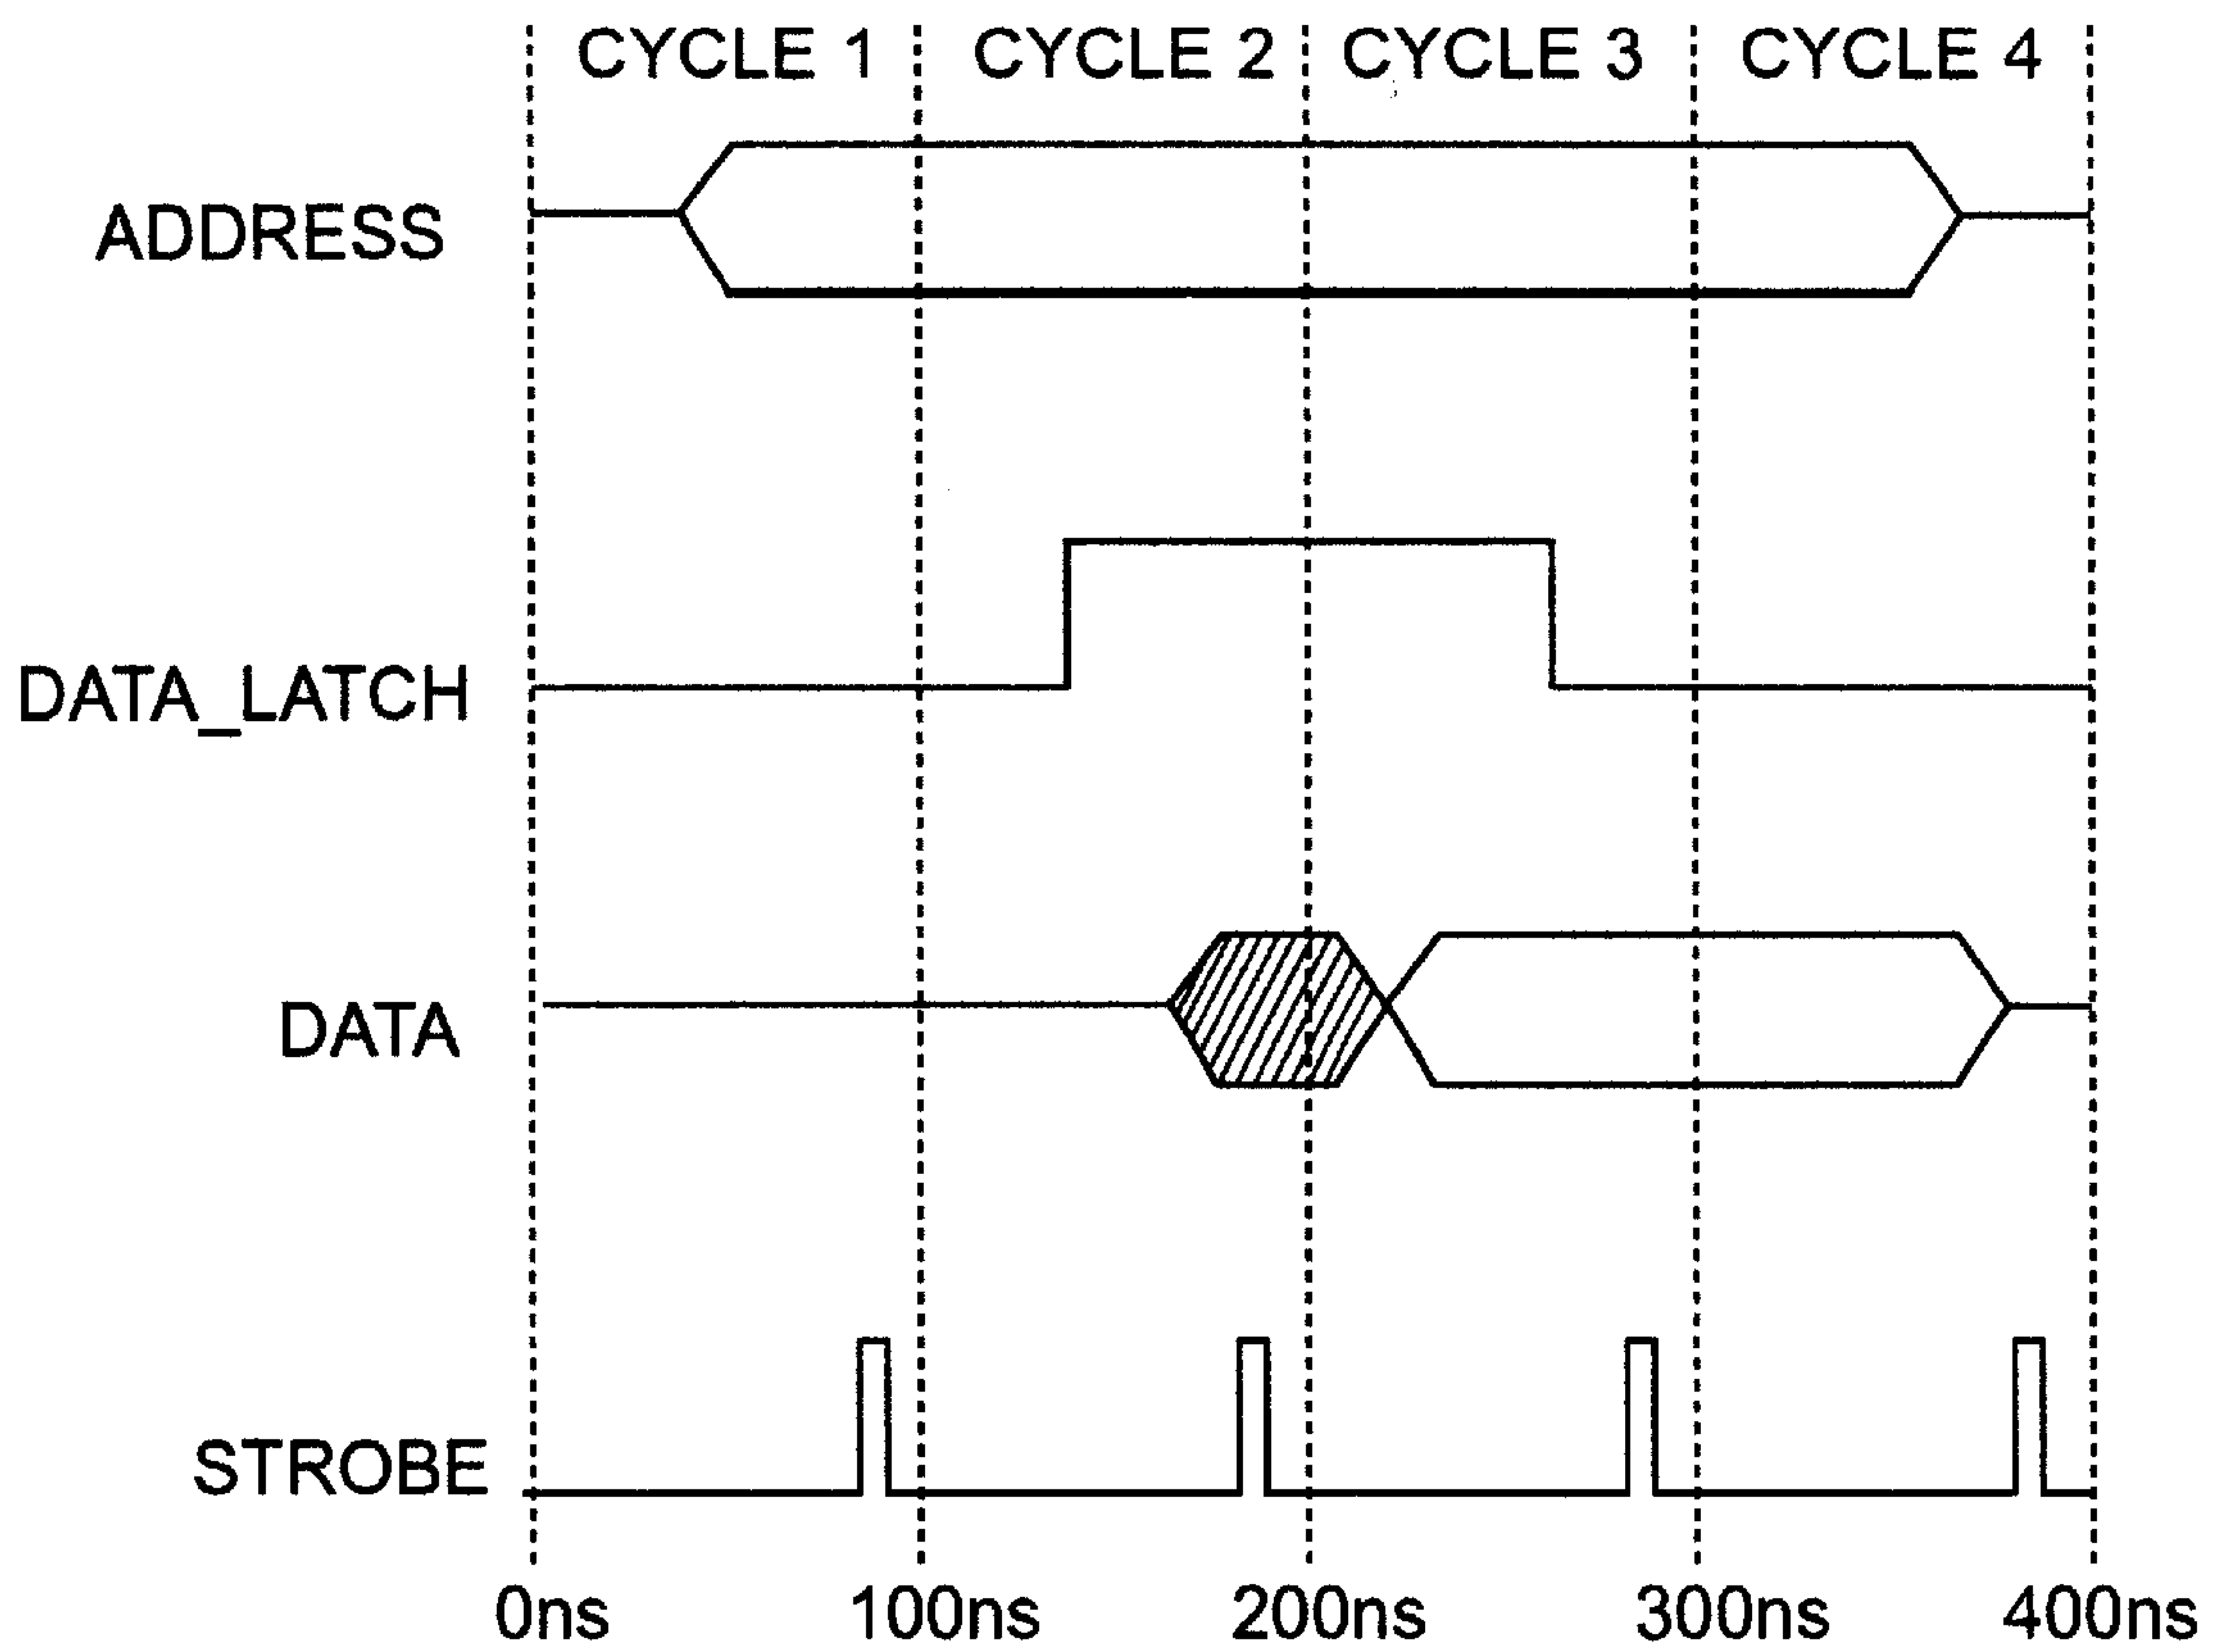 CYCLE 1 CYCLE 2 CYCLE 3 CYCLE 4
ADDRESS
DATA_LATCH
DATA
STROBE
0ns 100ns 200ns 300ns 400ns